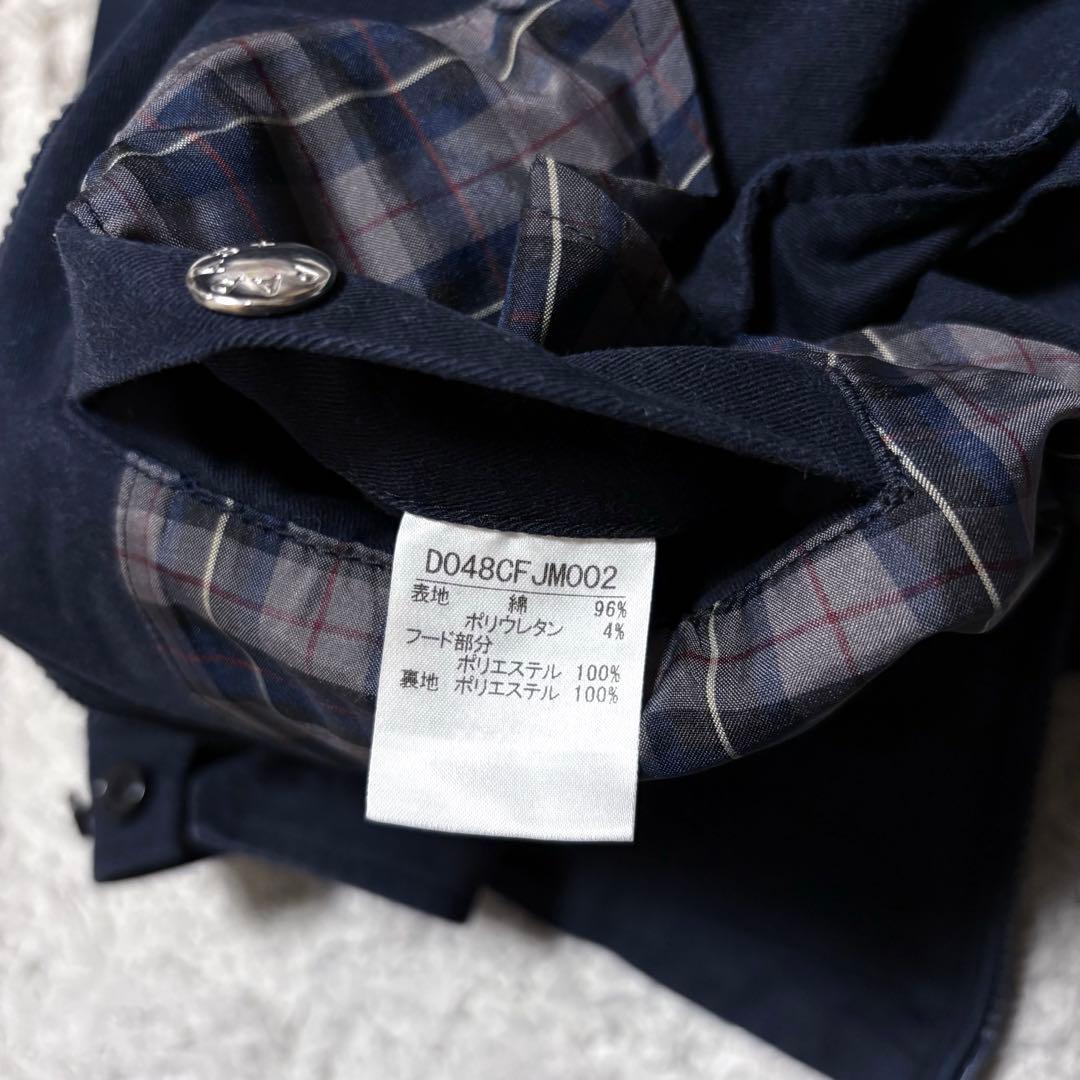 D048CFJM002
表地 綿 96%
ポリウレタン 4%
フード部分
ポリエステル 100%
裏地 ポリエステル 100%